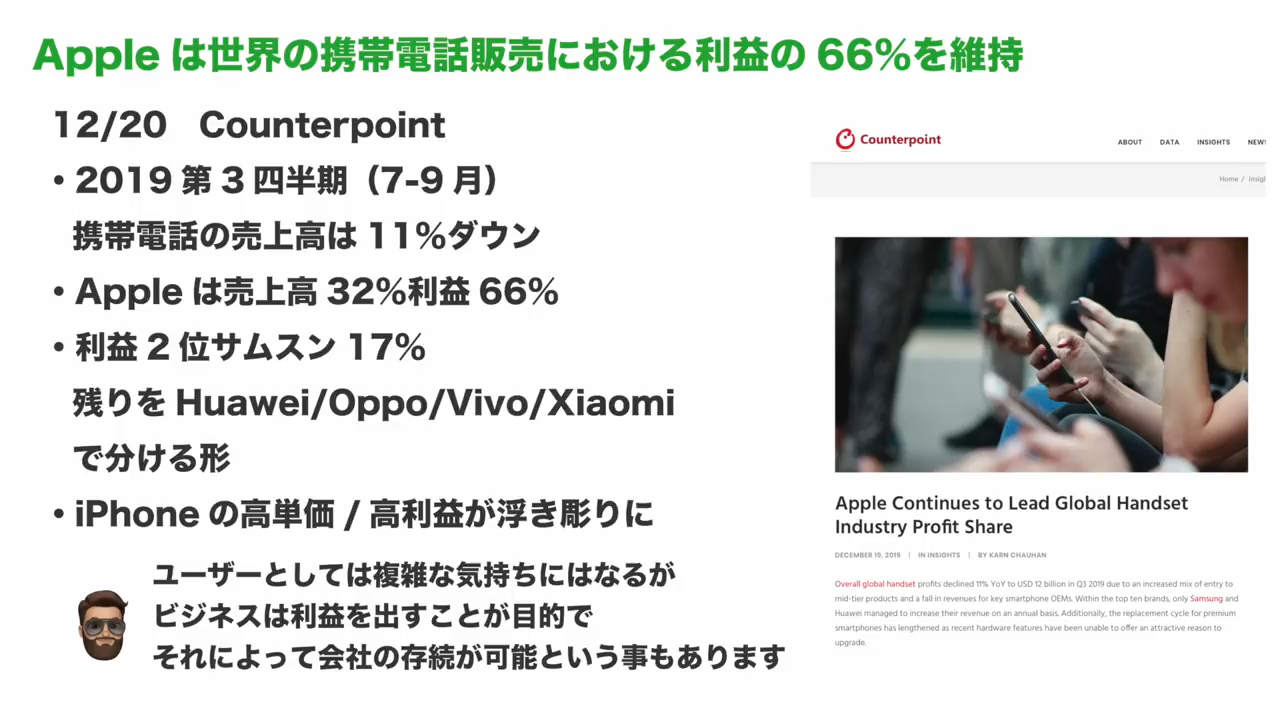 Apple は世界の携帯電話販売における利益の 66%を維持
12/20 Counterpoint
・2019 第 3 四半期（7-9 月）
携帯電話の売上高は 11%ダウン
・Apple は売上高 32%利益 66%
・利益 2 位サムスン 17%
残りを Huawei/Oppo/Vivo/Xiaomi
で分ける形
・iPhone の高単価 / 高利益が浮き彫りに
ユーザーとしては複雑な気持ちにはなるが
ビジネスは利益を出すことが目的で
それによって会社の存続が可能という事もあります
Counterpoint
ABOUT DATA INSIGHTS NEWS
Home / Insigh
Apple Continues to Lead Global Handset
Industry Profit Share
DECEMBER 19, 2019 | IN INSIGHTS | BY KARN CHAUHAN
Overall global handset profits declined 11% YoY to USD 12 billion in Q3 2019 due to an increased mix of entry to
mid-tier products and a fall in revenues for key smartphone OEMs. Within the top ten brands, only Samsung and
Huawei managed to increase their revenue on an annual basis. Additionally, the replacement cycle for premium
smartphones has lengthened as recent hardware features have been unable to offer an attractive reason to
upgrade.